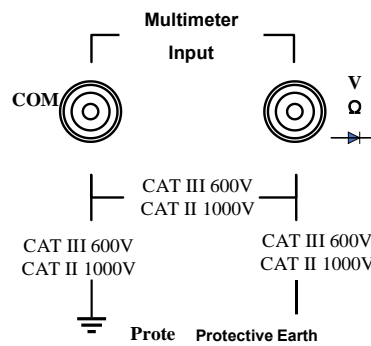 Multimeter
Input
COM
V
Ω
CAT III 600V
CAT II 1000V
CAT III 600V
CAT II 1000V
CAT III 600V
CAT II 1000V
Prote Protective Earth